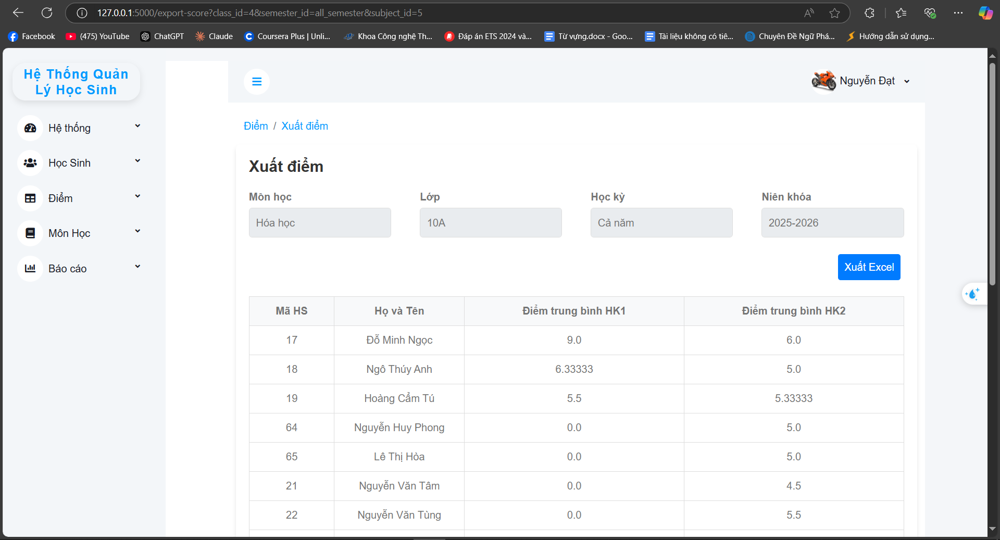 127.0.0.1:5000/export-score?class_id=4&semester_id=all_semester&subject_id=5
Facebook (475) YouTube ChatGPT Claude Coursera Plus | Unli... Khoa Công nghệ Th... Đáp án ETS 2024 và... Từ vựng.docx - Goo... Tài liệu không có tiê... Chuyên Đề Ngữ Phá... Hướng dẫn sử dụng...
Hệ Thống Quản
Lý Học Sinh
Nguyễn Đạt
Hệ thống
Học Sinh
Điểm
Môn Học
Báo cáo
Điểm / Xuất điểm
Xuất điểm
Môn học Lớp Học kỳ Niên khóa
Hóa học 10A Cả năm 2025-2026
Xuất Excel
Mã HS Họ và Tên Điểm trung bình HK1 Điểm trung bình HK2
17 Đỗ Minh Ngọc 9.0 6.0
18 Ngô Thúy Anh 6.33333 5.0
19 Hoàng Cẩm Tú 5.5 5.33333
64 Nguyễn Huy Phong 0.0 5.0
65 Lê Thị Hòa 0.0 5.0
21 Nguyễn Văn Tâm 0.0 4.5
22 Nguyễn Văn Tùng 0.0 5.5